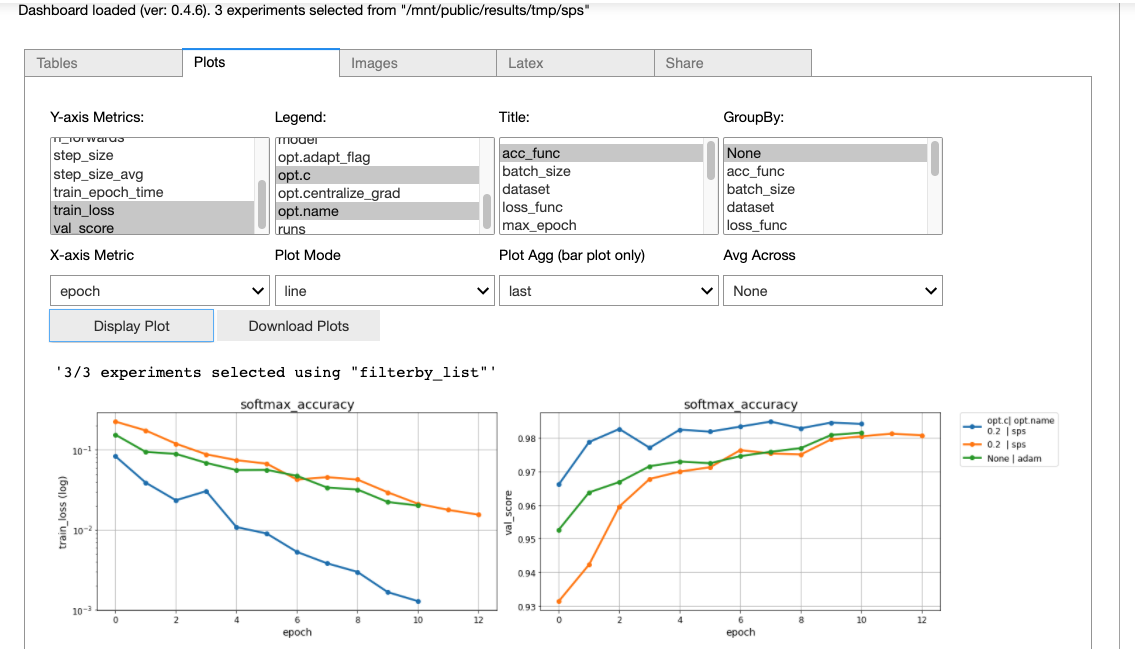 Dashboard loaded (ver: 0.4.6). 3 experiments selected from "/mnt/public/results/tmp/sps"
Tables Plots Images Latex Share
Y-axis Metrics: Legend: Title: GroupBy:
n_forwards
step_size
step_size_avg
train_epoch_time
train_loss
val_score
model
opt.adapt_flag
opt.c
opt.centralize_grad
opt.name
runs
acc_func
batch_size
dataset
loss_func
max_epoch
None
acc_func
batch_size
dataset
loss_func
X-axis Metric Plot Mode Plot Agg (bar plot only) Avg Across
epoch line last None
Display Plot Download Plots
'3/3 experiments selected using "filterby_list"'
softmax_accuracy
train_loss (log)
10⁻¹
10⁻²
10⁻³
0 2 4 6 8 10 12
epoch
softmax_accuracy
val_score
0.98
0.97
0.96
0.95
0.94
0.93
0 2 4 6 8 10 12
epoch
opt.c| opt.name
0.2 | sps
0.2 | sps
None | adam